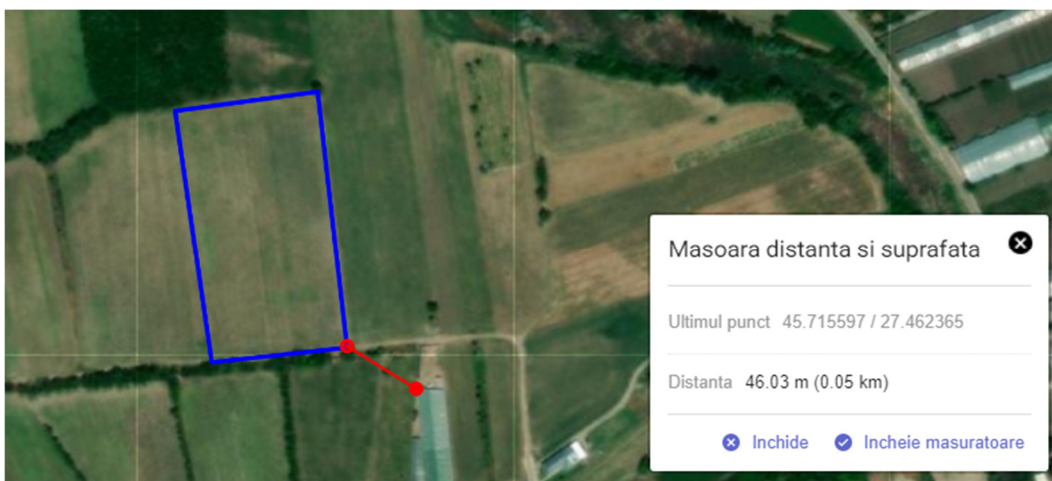 Masoara distanta si suprafata
Ultimul punct 45.715597 / 27.462365
Distanta 46.03 m (0.05 km)
Inchide Incheie masuratoare